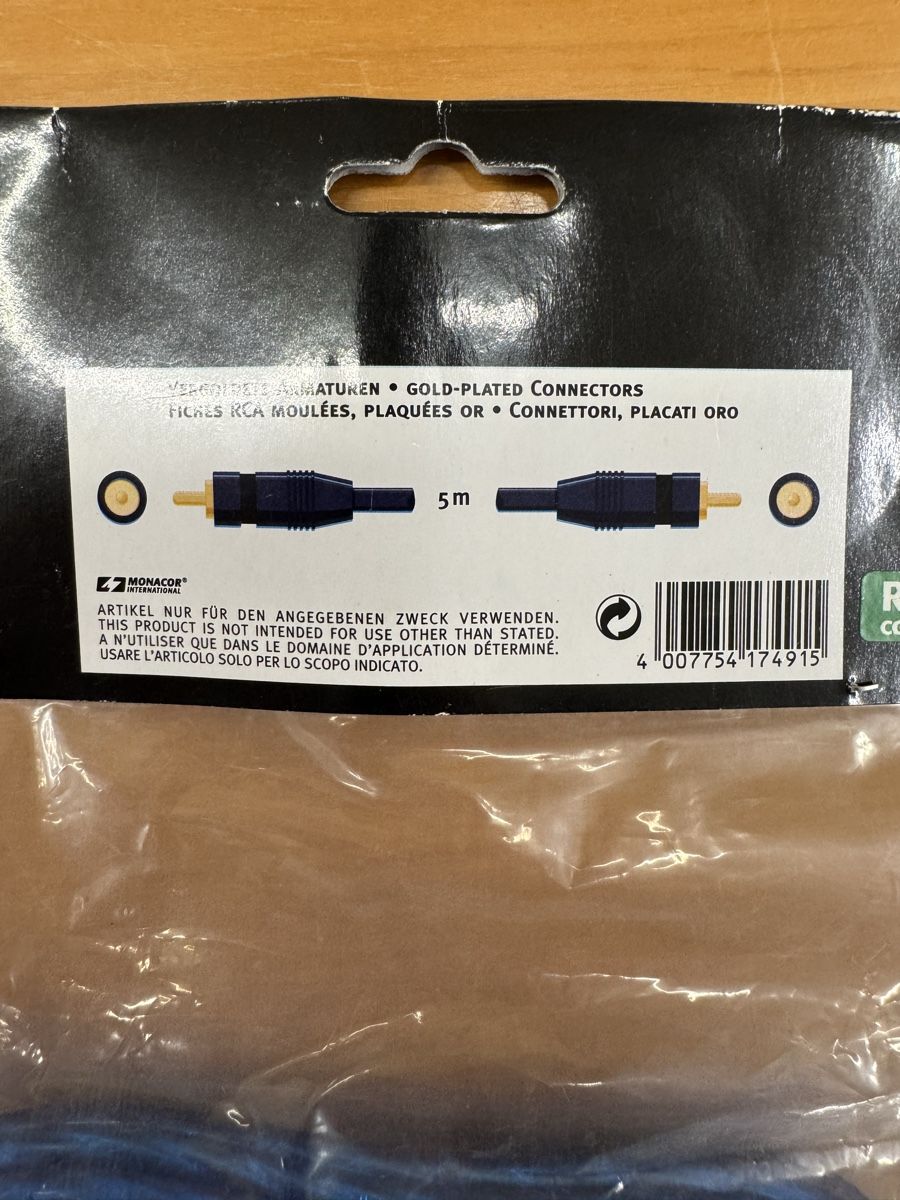 VERGOLDETE ARMATUREN • GOLD-PLATED CONNECTORS
FICHES RCA MOULÉES, PLAQUÉES OR • CONNETTORI, PLACATI ORO
5 m
MONACOR®
INTERNATIONAL
ARTIKEL NUR FÜR DEN ANGEGEBENEN ZWECK VERWENDEN.
THIS PRODUCT IS NOT INTENDED FOR USE OTHER THAN STATED.
A N'UTILISER QUE DANS LE DOMAINE D'APPLICATION DÉTERMINÉ.
USARE L'ARTICOLO SOLO PER LO SCOPO INDICATO.
4 007754 174915